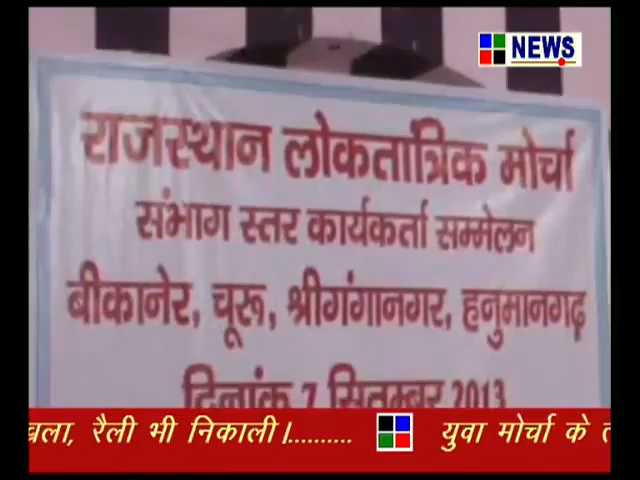 NEWS
राजस्थान लोकतांत्रिक मोर्चा
संभाग स्तर कार्यकर्ता सम्मेलन
बीकानेर, चूरू, श्रीगंगानगर, हनुमानगढ़
दिनांक 7 सितम्बर 2013
रैली भी निकाली।.......... युवा मोर्चा के